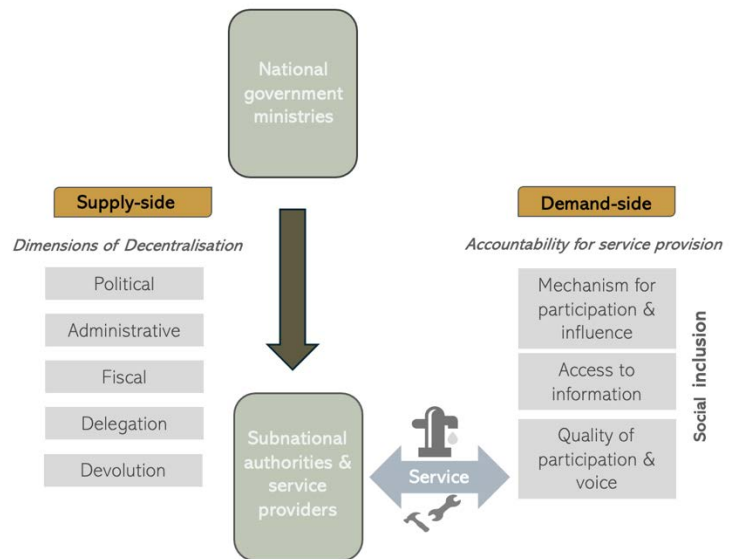 National
government
ministries
Supply-side
Dimensions of Decentralisation
Political
Administrative
Fiscal
Delegation
Devolution
Subnational
authorities &
service
providers
Service
Demand-side
Accountability for service provision
Mechanism for
participation &
influence
Access to
information
Quality of
participation &
voice
Social inclusion